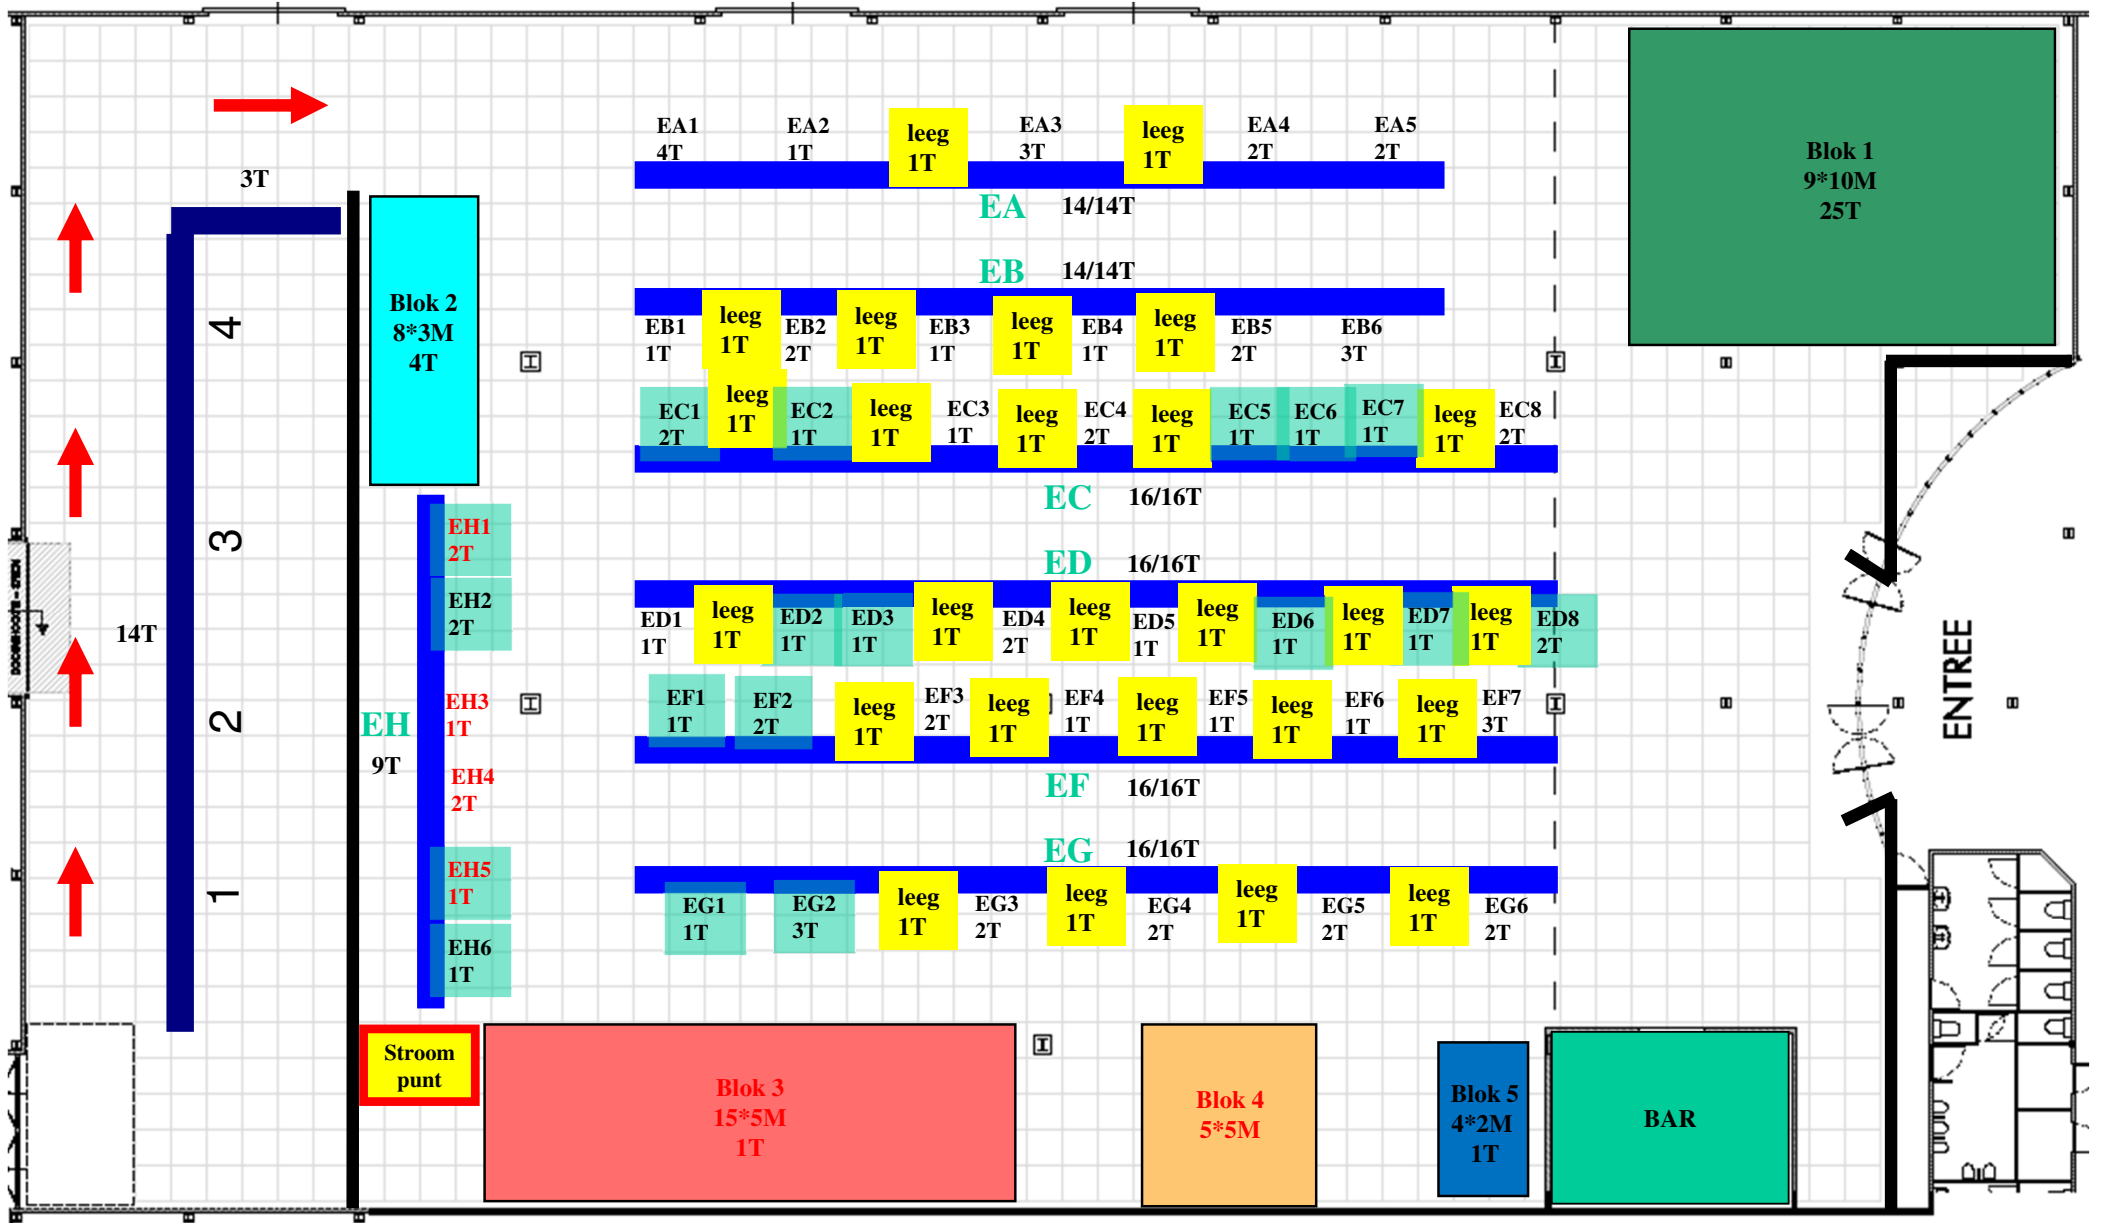 EA1
4T
EA2
1T
leeg
1T
EA3
3T
leeg
1T
EA4
2T
EA5
2T
Blok 1
9*10M
25T
3T
EA 14/14T
EB 14/14T
Blok 2
8*3M
4T
4
EB1
1T
leeg
1T
EB2
2T
leeg
1T
EB3
1T
leeg
1T
EB4
1T
leeg
1T
EB5
2T
EB6
3T
EC1
2T
leeg
1T
EC2
1T
leeg
1T
EC3
1T
leeg
1T
EC4
2T
leeg
1T
EC5
1T
EC6
1T
EC7
1T
leeg
1T
EC8
2T
EC 16/16T
3
EH1
2T
ED 16/16T
EH2
2T
14T
ED1
1T
leeg
1T
ED2
1T
ED3
1T
leeg
1T
ED4
2T
leeg
1T
ED5
1T
leeg
1T
ED6
1T
leeg
1T
ED7
1T
leeg
1T
ED8
2T
ENTREE
2
EH
9T
EH3
1T
EH4
2T
EF1
1T
EF2
2T
leeg
1T
EF3
2T
leeg
1T
EF4
1T
leeg
1T
EF5
1T
leeg
1T
EF6
1T
leeg
1T
EF7
3T
EF 16/16T
EG 16/16T
1
EH5
1T
EH6
1T
EG1
1T
EG2
3T
leeg
1T
EG3
2T
leeg
1T
EG4
2T
leeg
1T
EG5
2T
leeg
1T
EG6
2T
Stroom
punt
Blok 3
15*5M
1T
Blok 4
5*5M
Blok 5
4*2M
1T
BAR